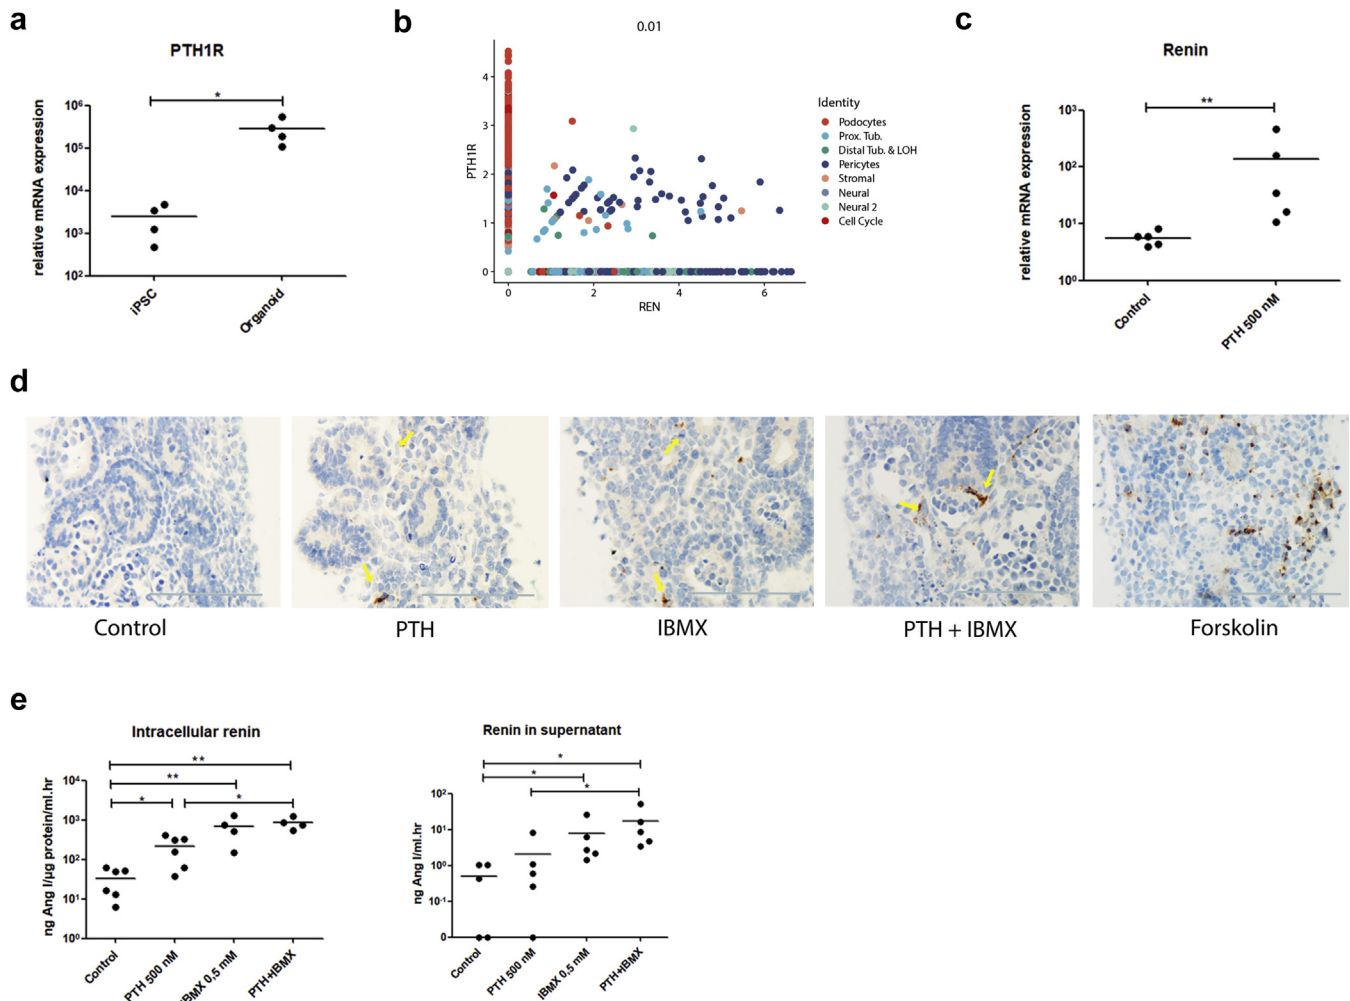 a
PTH1R
*
relative mRNA expression
10⁶
10⁵
10⁴
10³
10²
iPSC
Organoid
b
0.01
PTH1R
4
3
2
1
0
0
2
4
6
REN
Identity
Podocytes
Prox. Tub.
Distal Tub. & LOH
Pericytes
Stromal
Neural
Neural 2
Cell Cycle
c
Renin
**
relative mRNA expression
10³
10²
10¹
10⁰
Control
PTH 500 nM
d
Control
PTH
IBMX
PTH + IBMX
Forskolin
e
Intracellular renin
**
**
*
*
ng Ang I/µg protein/ml.hr
10⁴
10³
10²
10¹
10⁰
Control
PTH 500 nM
IBMX 0,5 mM
PTH+IBMX
Renin in supernatant
*
*
*
ng Ang I/ml.hr
10²
10¹
10⁰
10⁻¹
0
Control
PTH 500 nM
IBMX 0,5 mM
PTH+IBMX